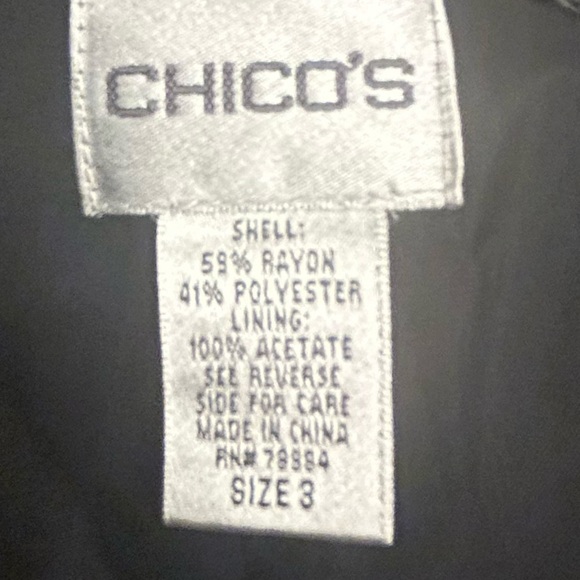 CHICO'S
SHELL:
59% RAYON
41% POLYESTER
LINING:
100% ACETATE
SEE REVERSE
SIDE FOR CARE
MADE IN CHINA
RN# 79984
SIZE 3